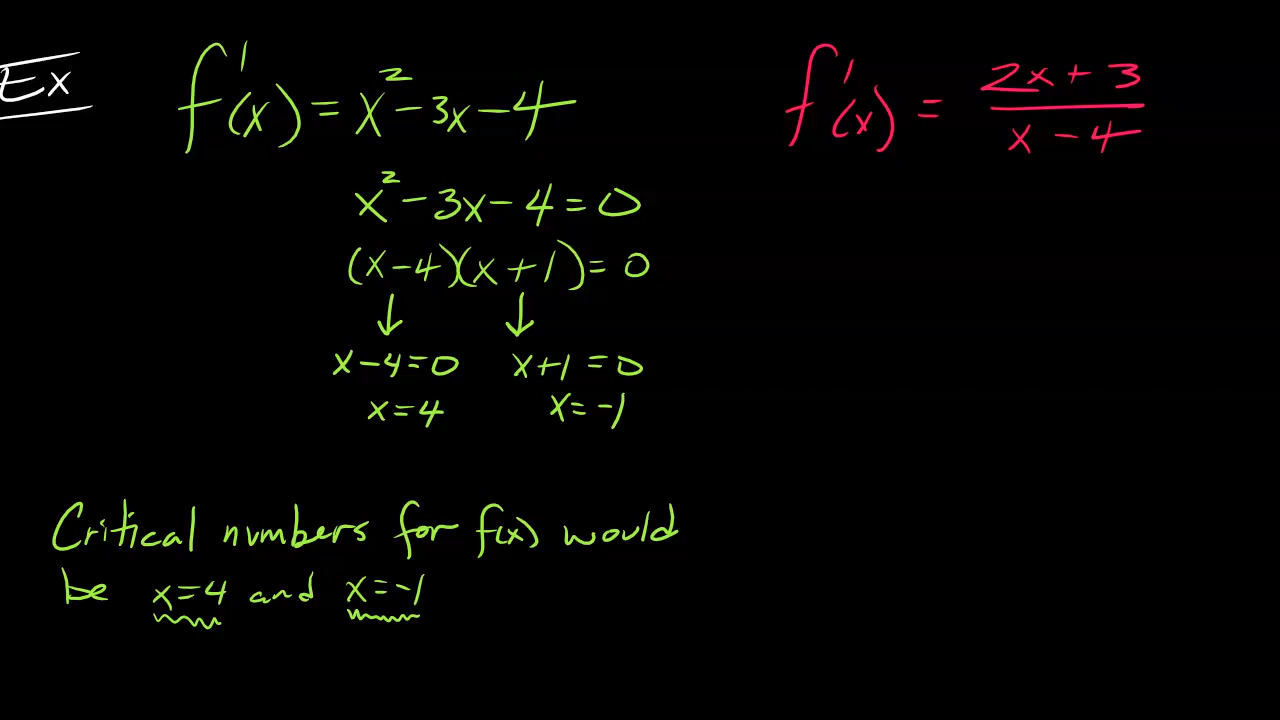 Ex
f'(x) = x² - 3x - 4
x² - 3x - 4 = 0
(x - 4)(x + 1) = 0
↓ ↓
x - 4 = 0 x + 1 = 0
x = 4 x = -1
Critical numbers for f(x) would
be x = 4 and x = -1
f'(x) = (2x + 3)/(x - 4)